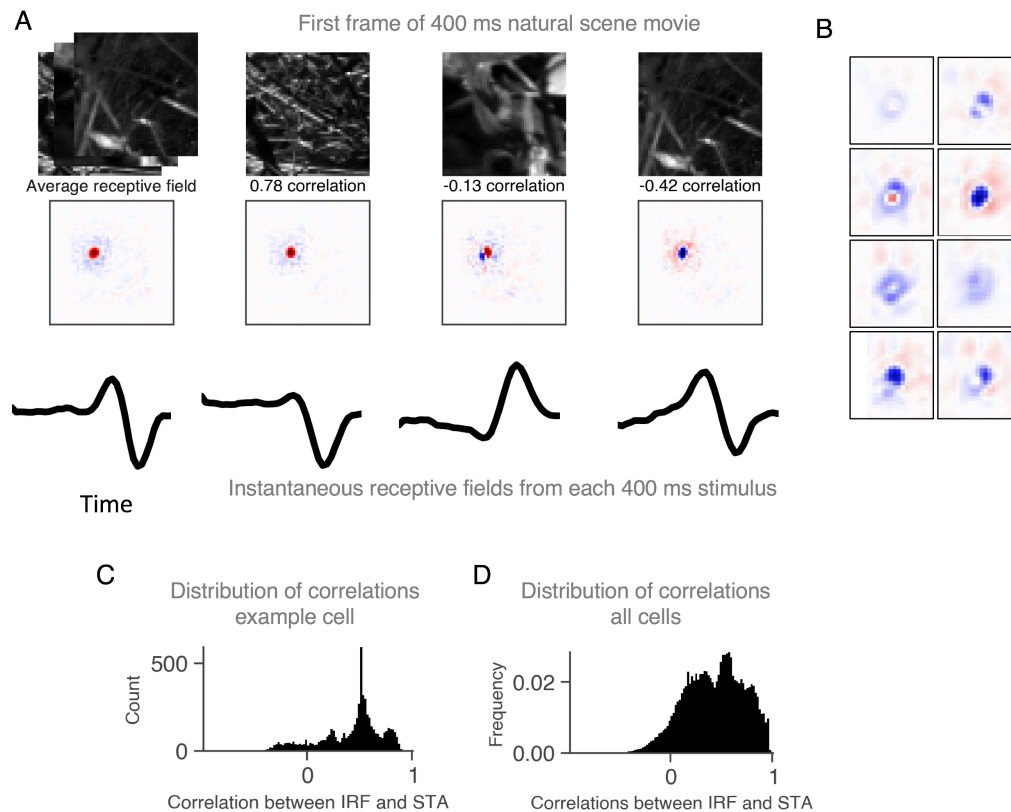 A
First frame of 400 ms natural scene movie
B
Average receptive field
0.78 correlation
-0.13 correlation
-0.42 correlation
Time
Instantaneous receptive fields from each 400 ms stimulus
C
Distribution of correlations
example cell
500
0
Count
0
1
Correlation between IRF and STA
D
Distribution of correlations
all cells
0.02
0.00
Frequency
0
1
Correlations between IRF and STA